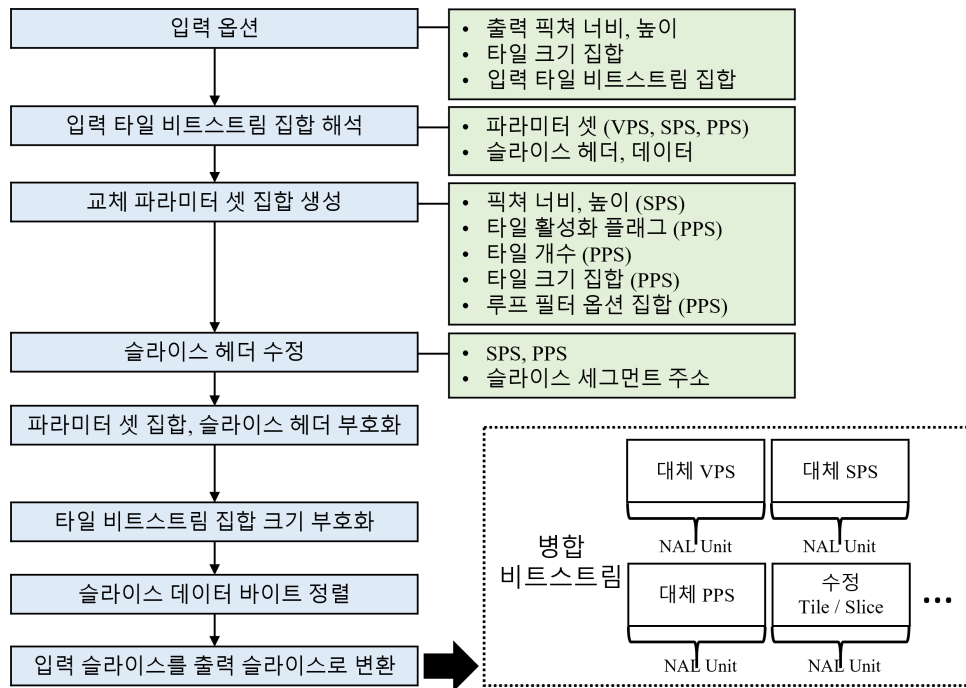 입력 옵션
• 출력 픽쳐 너비, 높이
• 타일 크기 집합
• 입력 타일 비트스트림 집합
입력 타일 비트스트림 집합 해석
• 파라미터 셋 (VPS, SPS, PPS)
• 슬라이스 헤더, 데이터
교체 파라미터 셋 집합 생성
• 픽쳐 너비, 높이 (SPS)
• 타일 활성화 플래그 (PPS)
• 타일 개수 (PPS)
• 타일 크기 집합 (PPS)
• 루프 필터 옵션 집합 (PPS)
슬라이스 헤더 수정
• SPS, PPS
• 슬라이스 세그먼트 주소
파라미터 셋 집합, 슬라이스 헤더 부호화
타일 비트스트림 집합 크기 부호화
슬라이스 데이터 바이트 정렬
입력 슬라이스를 출력 슬라이스로 변환
병합
비트스트림
대체 VPS
NAL Unit
대체 SPS
NAL Unit
대체 PPS
NAL Unit
수정
Tile / Slice
NAL Unit
...